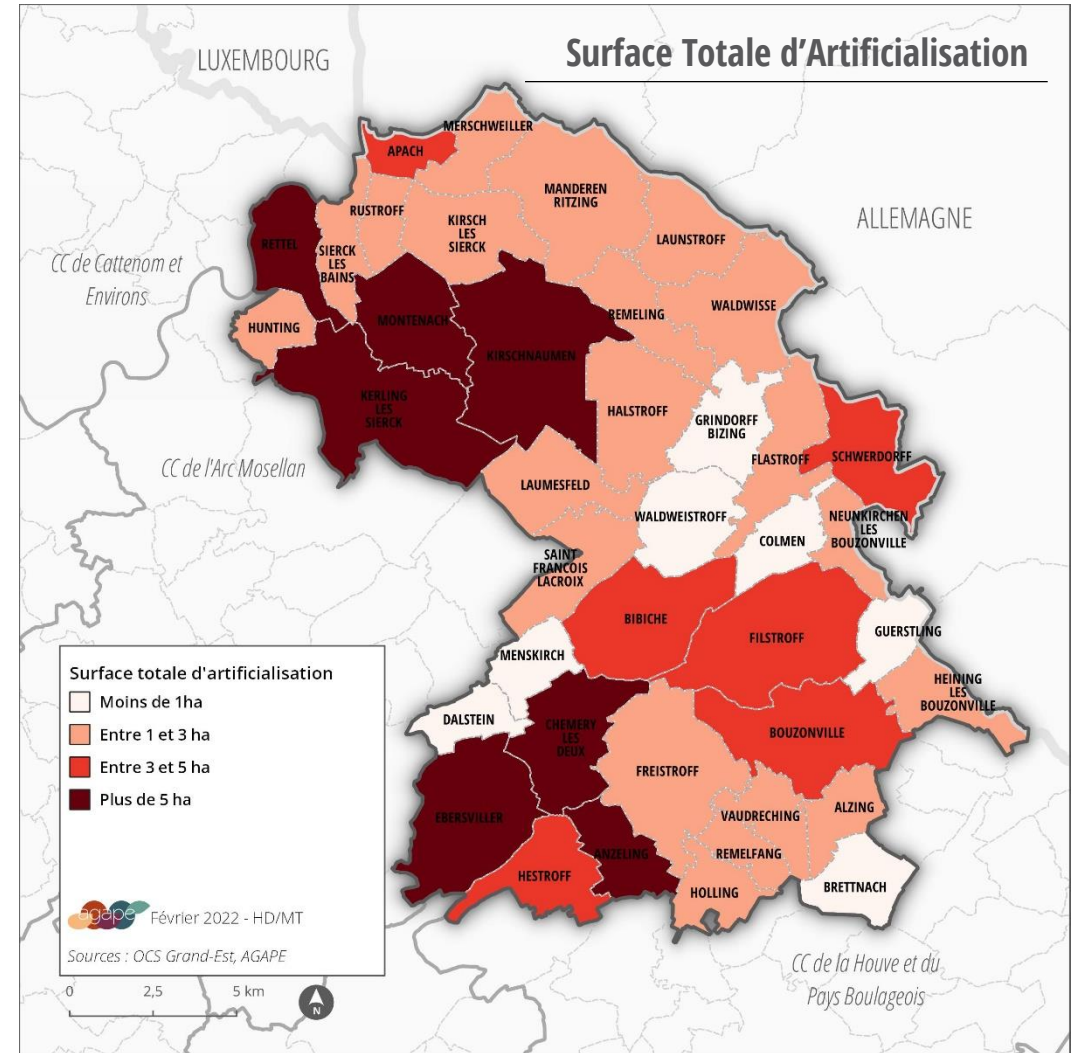 Surface Totale d'Artificialisation
LUXEMBOURG
ALLEMAGNE
CC de Cattenom et
Environs
CC de l'Arc Mosellan
CC de la Houve et du
Pays Boulageois
MERSCHWEILLER
APACH
MANDEREN
RITZING
RUSTROFF
KIRSCH
LES
SIERCK
LAUNSTROFF
RETTEL
SIERCK
LES
BAINS
WALDWISSE
HUNTING
MONTENACH
REMELING
KIRSCHNAUMEN
KERLING
LES
SIERCK
HALSTROFF
GRINDORFF
BIZING
FLASTROFF
SCHWERDORFF
LAUMESFELD
WALDWEISTROFF
NEUNKIRCHEN
LES
BOUZONVILLE
COLMEN
SAINT
FRANCOIS
LACROIX
BIBICHE
FILSTROFF
GUERSTLING
MENSKIRCH
HEINING
LES
BOUZONVILLE
DALSTEIN
CHEMERY
LES
DEUX
BOUZONVILLE
FREISTROFF
ALZING
VAUDRECHING
EBERSVILLER
ANZELING
REMELFANG
HESTROFF
HOLLING
BRETTNACH
Surface totale d'artificialisation
Moins de 1ha
Entre 1 et 3 ha
Entre 3 et 5 ha
Plus de 5 ha
agape Février 2022 - HD/MT
Sources : OCS Grand-Est, AGAPE
0 2,5 5 km
N